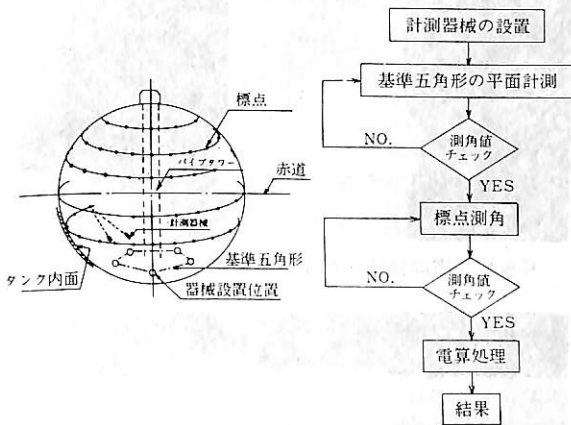 標点
パイプタワー
赤道
計測器械
基準五角形
タンク内面
器械設置位置
計測器械の設置
基準五角形の平面計測
NO.
測角値
チェック
YES
標点測角
NO.
測角値
チェック
YES
電算処理
結果